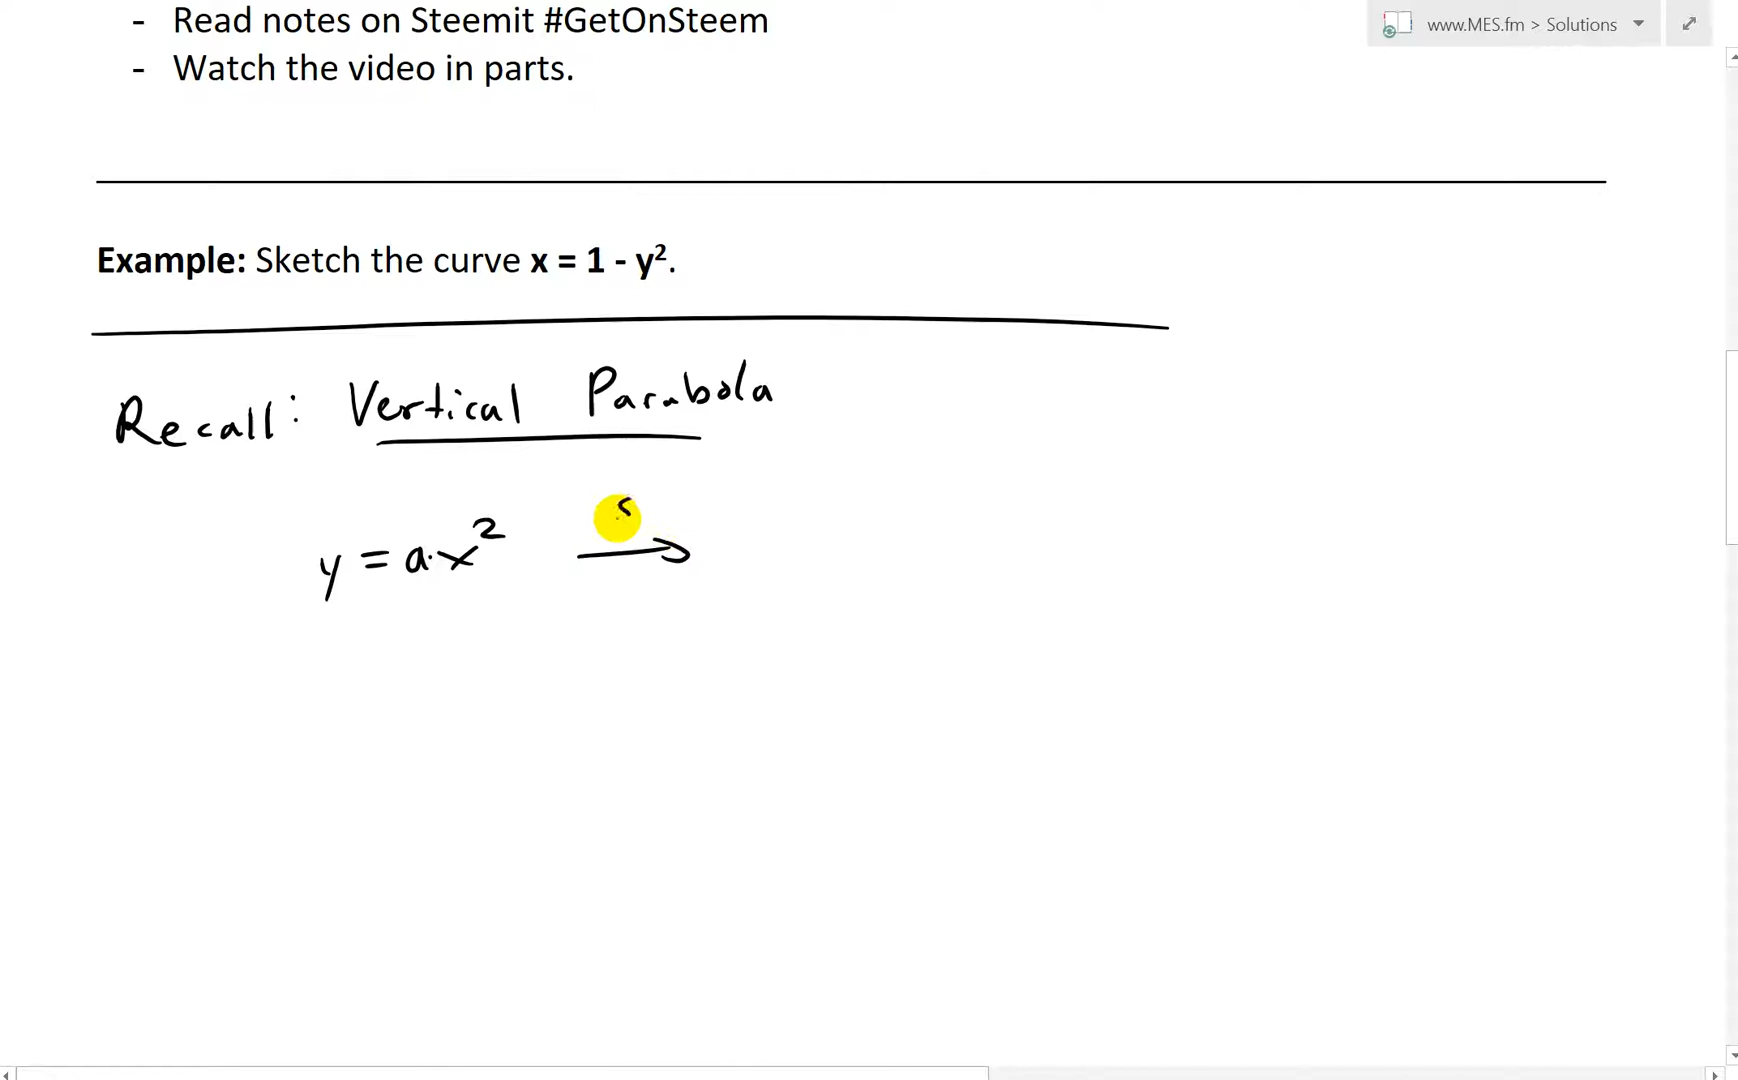 - Read notes on Steemit #GetOnSteem
www.MES.fm > Solutions
- Watch the video in parts.
Example: Sketch the curve x = 1 - y².
Recall: Vertical Parabola
s
y = a·x²